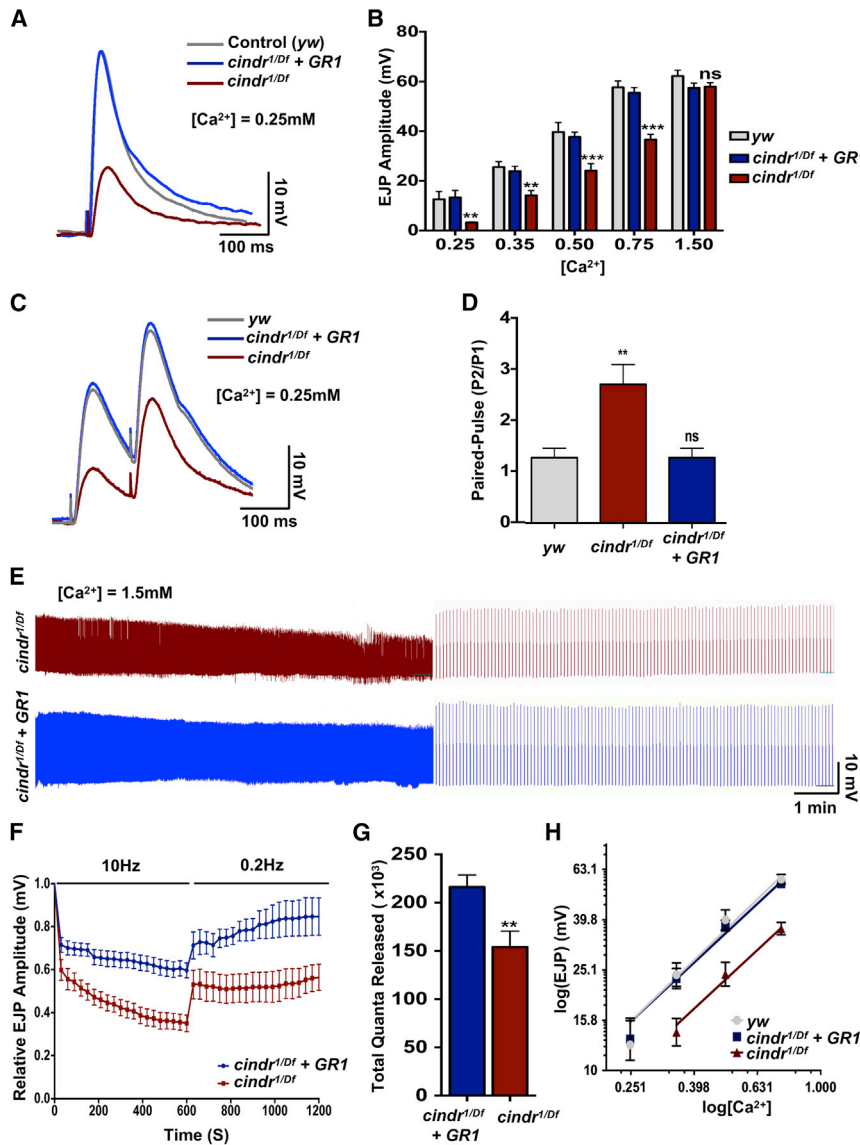 A
Control (yw)
cindr1/Df + GR1
cindr1/Df
[Ca2+] = 0.25mM
10 mV
100 ms
B
EJP Amplitude (mV)
80
60
40
20
0
**
**
***
***
ns
0.25 0.35 0.50 0.75 1.50
[Ca2+]
yw
cindr1/Df + GR
cindr1/Df
C
yw
cindr1/Df + GR1
cindr1/Df
[Ca2+] = 0.25mM
10 mV
100 ms
D
Paired-Pulse (P2/P1)
4
3
2
1
0
**
ns
yw cindr1/Df cindr1/Df
+ GR1
E
[Ca2+] = 1.5mM
cindr1/Df
cindr1/Df + GR1
10 mV
1 min
F
10Hz 0.2Hz
Relative EJP Amplitude (mV)
1.0
0.8
0.6
0.4
0.2
0.0
0 200 400 600 800 1000 1200
Time (S)
cindr1/Df + GR1
cindr1/Df
G
Total Quanta Released ( x103)
250
200
150
100
50
0
**
cindr1/Df cindr1/Df
+ GR1
H
log(EJP) (mV)
63.1
39.8
25.1
15.8
10
0.251 0.398 0.631 1.000
log[Ca2+]
yw
cindr1/Df + GR1
cindr1/Df